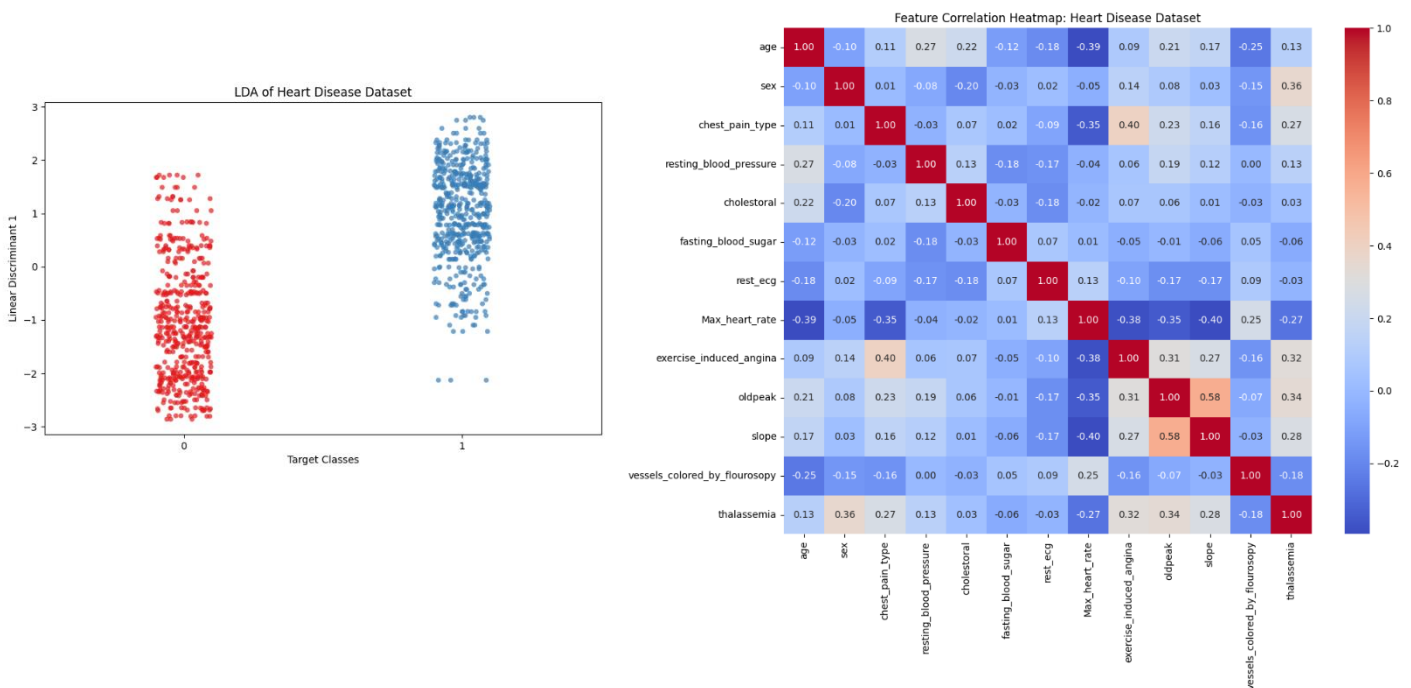 LDA of Heart Disease Dataset
3
2
1
0
−1
−2
−3
Linear Discriminant 1
0 1
Target Classes
Feature Correlation Heatmap: Heart Disease Dataset
age 1.00 -0.10 0.11 0.27 0.22 -0.12 -0.18 -0.39 0.09 0.21 0.17 -0.25 0.13
sex -0.10 1.00 0.01 -0.08 -0.20 -0.03 0.02 -0.05 0.14 0.08 0.03 -0.15 0.36
chest_pain_type 0.11 0.01 1.00 -0.03 0.07 0.02 -0.09 -0.35 0.40 0.23 0.16 -0.16 0.27
resting_blood_pressure 0.27 -0.08 -0.03 1.00 0.13 -0.18 -0.17 -0.04 0.06 0.19 0.12 0.00 0.13
cholestoral 0.22 -0.20 0.07 0.13 1.00 -0.03 -0.18 -0.02 0.07 0.06 0.01 -0.03 0.03
fasting_blood_sugar -0.12 -0.03 0.02 -0.18 -0.03 1.00 0.07 0.01 -0.05 -0.01 -0.06 0.05 -0.06
rest_ecg -0.18 0.02 -0.09 -0.17 -0.18 0.07 1.00 0.13 -0.10 -0.17 -0.17 0.09 -0.03
Max_heart_rate -0.39 -0.05 -0.35 -0.04 -0.02 0.01 0.13 1.00 -0.38 -0.35 -0.40 0.25 -0.27
exercise_induced_angina 0.09 0.14 0.40 0.06 0.07 -0.05 -0.10 -0.38 1.00 0.31 0.27 -0.16 0.32
oldpeak 0.21 0.08 0.23 0.19 0.06 -0.01 -0.17 -0.35 0.31 1.00 0.58 -0.07 0.34
slope 0.17 0.03 0.16 0.12 0.01 -0.06 -0.17 -0.40 0.27 0.58 1.00 -0.03 0.28
vessels_colored_by_flourosopy -0.25 -0.15 -0.16 0.00 -0.03 0.05 0.09 0.25 -0.16 -0.07 -0.03 1.00 -0.18
thalassemia 0.13 0.36 0.27 0.13 0.03 -0.06 -0.03 -0.27 0.32 0.34 0.28 -0.18 1.00
age
sex
chest_pain_type
resting_blood_pressure
cholestoral
fasting_blood_sugar
rest_ecg
Max_heart_rate
exercise_induced_angina
oldpeak
slope
vessels_colored_by_flourosopy
thalassemia
1.0
0.8
0.6
0.4
0.2
0.0
−0.2